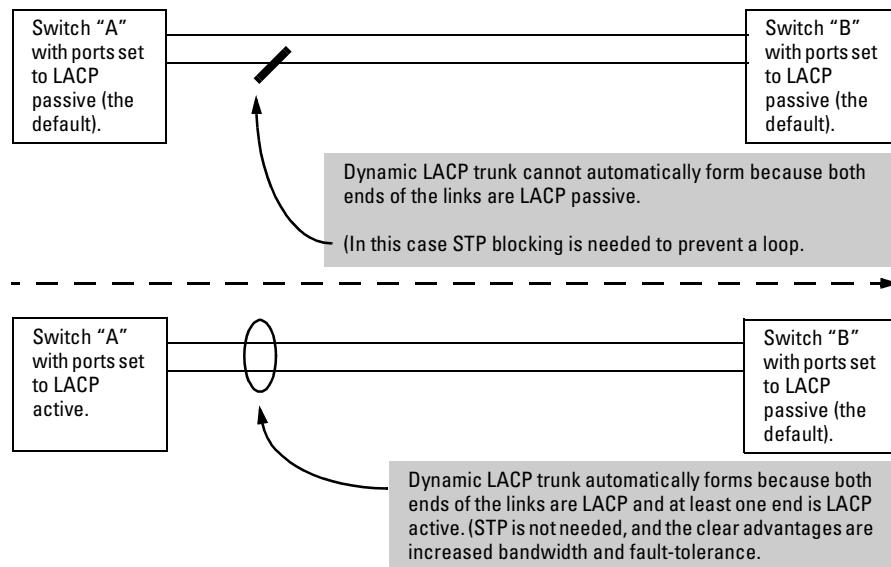 Switch “A”
with ports set
to LACP
passive (the
default).
Switch “B”
with ports set
to LACP
passive (the
default).
Dynamic LACP trunk cannot automatically form because both
ends of the links are LACP passive.
(In this case STP blocking is needed to prevent a loop.
Switch “A”
with ports set
to LACP
active.
Switch “B”
with ports set
to LACP
passive (the
default).
Dynamic LACP trunk automatically forms because both
ends of the links are LACP and at least one end is LACP
active. (STP is not needed, and the clear advantages are
increased bandwidth and fault-tolerance.